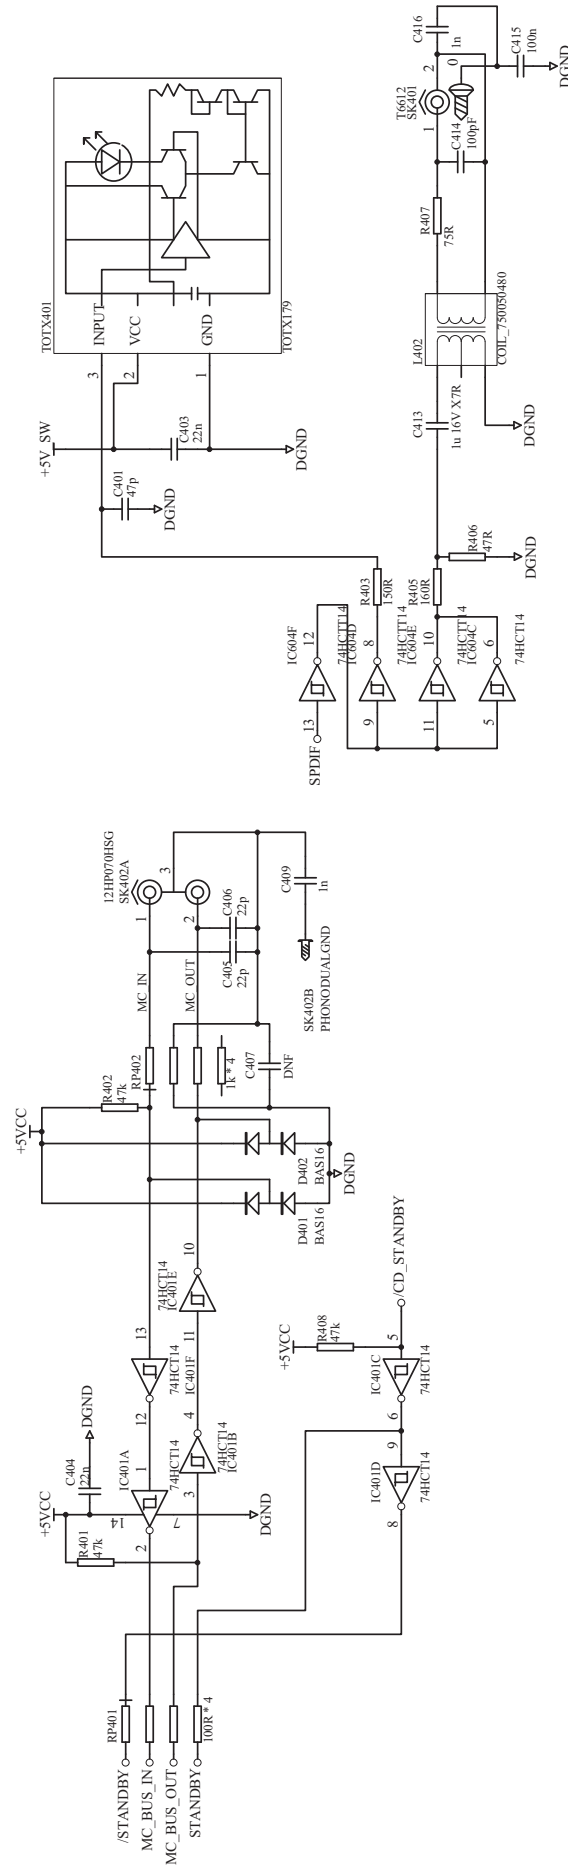 TOTX401
INPUT
VCC
GND
TOTX179
3
2
1
+5V_SW
C403
22n
DGND
C401
47p
DGND
C416
1n
C415
100n
DGND
2
0
T6612
SK401
1
C414
100pF
R407
75R
L402
COIL_750050480
DGND
C413
1u 16V X7R
R406
47R
DGND
R403
150R
R405
160R
IC604F
12
13
SPDIF
74HCTT14
IC604D
8
9
74HCTT14
IC604E
10
11
74HCTT14
IC604C
6
5
74HCT14
12HP070HSG
SK402A
1
3
2
MC_IN
MC_OUT
C406
22p
C405
22p
C409
1n
SK402B
PHONODUALGND
+5VCC
R402
47k
RP402
1k * 4
C407
DNF
D402
BAS16
D401
BAS16
DGND
13
12
74HCT14
IC401F
10
11
74HCT14
IC401E
4
3
74HCT14
IC401B
DGND
C404
22n
+5VCC
R401
47k
14
7
IC401A
1
2
74HCT14
DGND
+5VCC
R408
47k
/CD_STANDBY
5
6
IC401C
74HCT14
9
8
IC401D
74HCT14
RP401
100R * 4
/STANDBY
MC_BUS_IN
MC_BUS_OUT
STANDBY